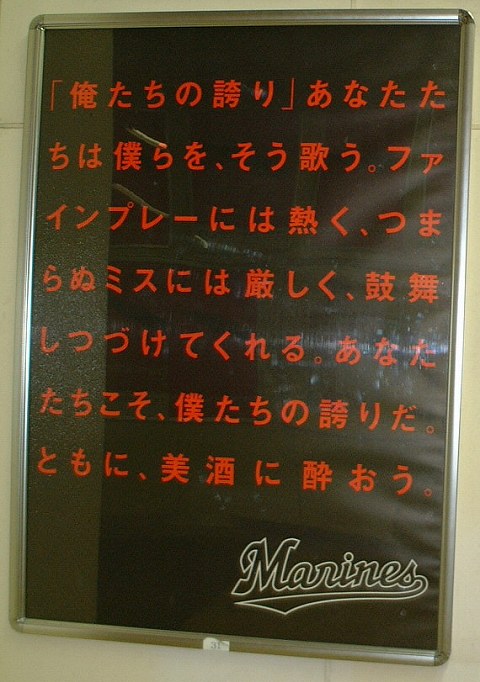 「俺たちの誇り」あなたた
ちは僕らを、そう歌う。ファ
インプレーには熱く、つま
らぬミスには厳しく、鼓舞
しつづけてくれる。あなた
たちこそ、僕たちの誇りだ。
ともに、美酒に酔おう。
Marines